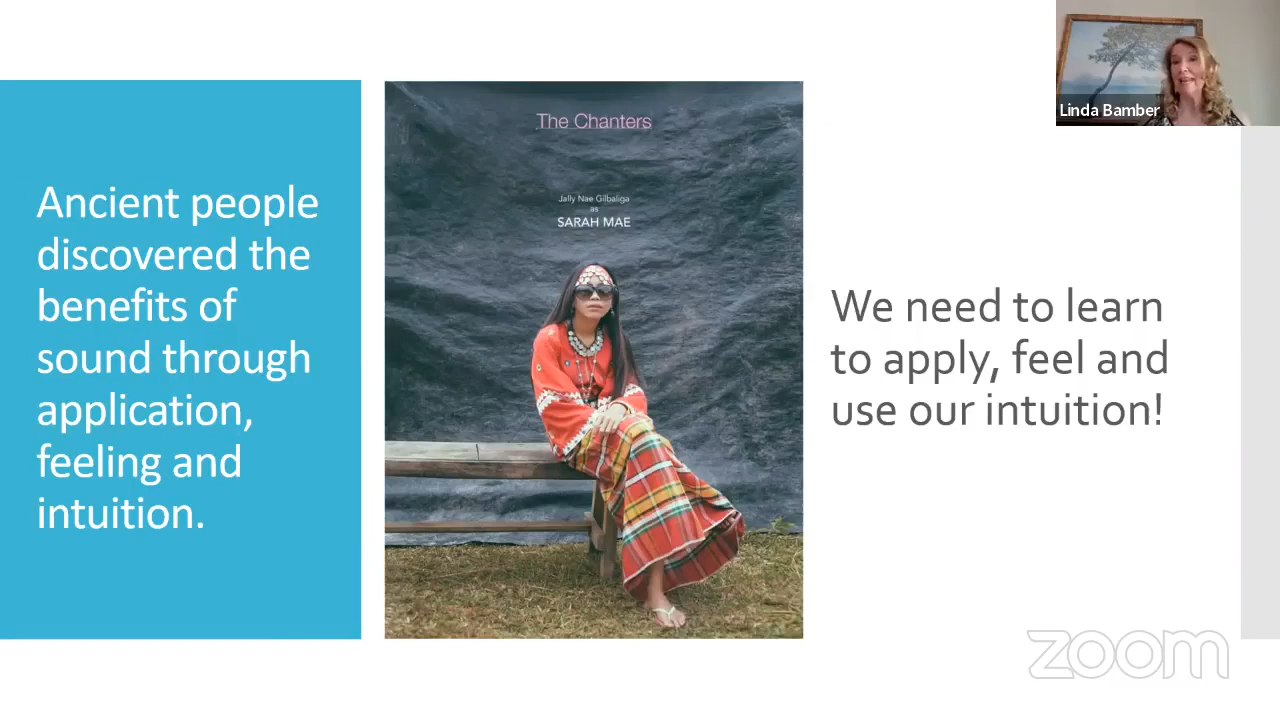 Ancient people
discovered the
benefits of
sound through
application,
feeling and
intuition.
The Chanters
Jally Nae Gilbaliga
as
SARAH MAE
We need to learn
to apply, feel and
use our intuition!
Linda Bamber
zoom